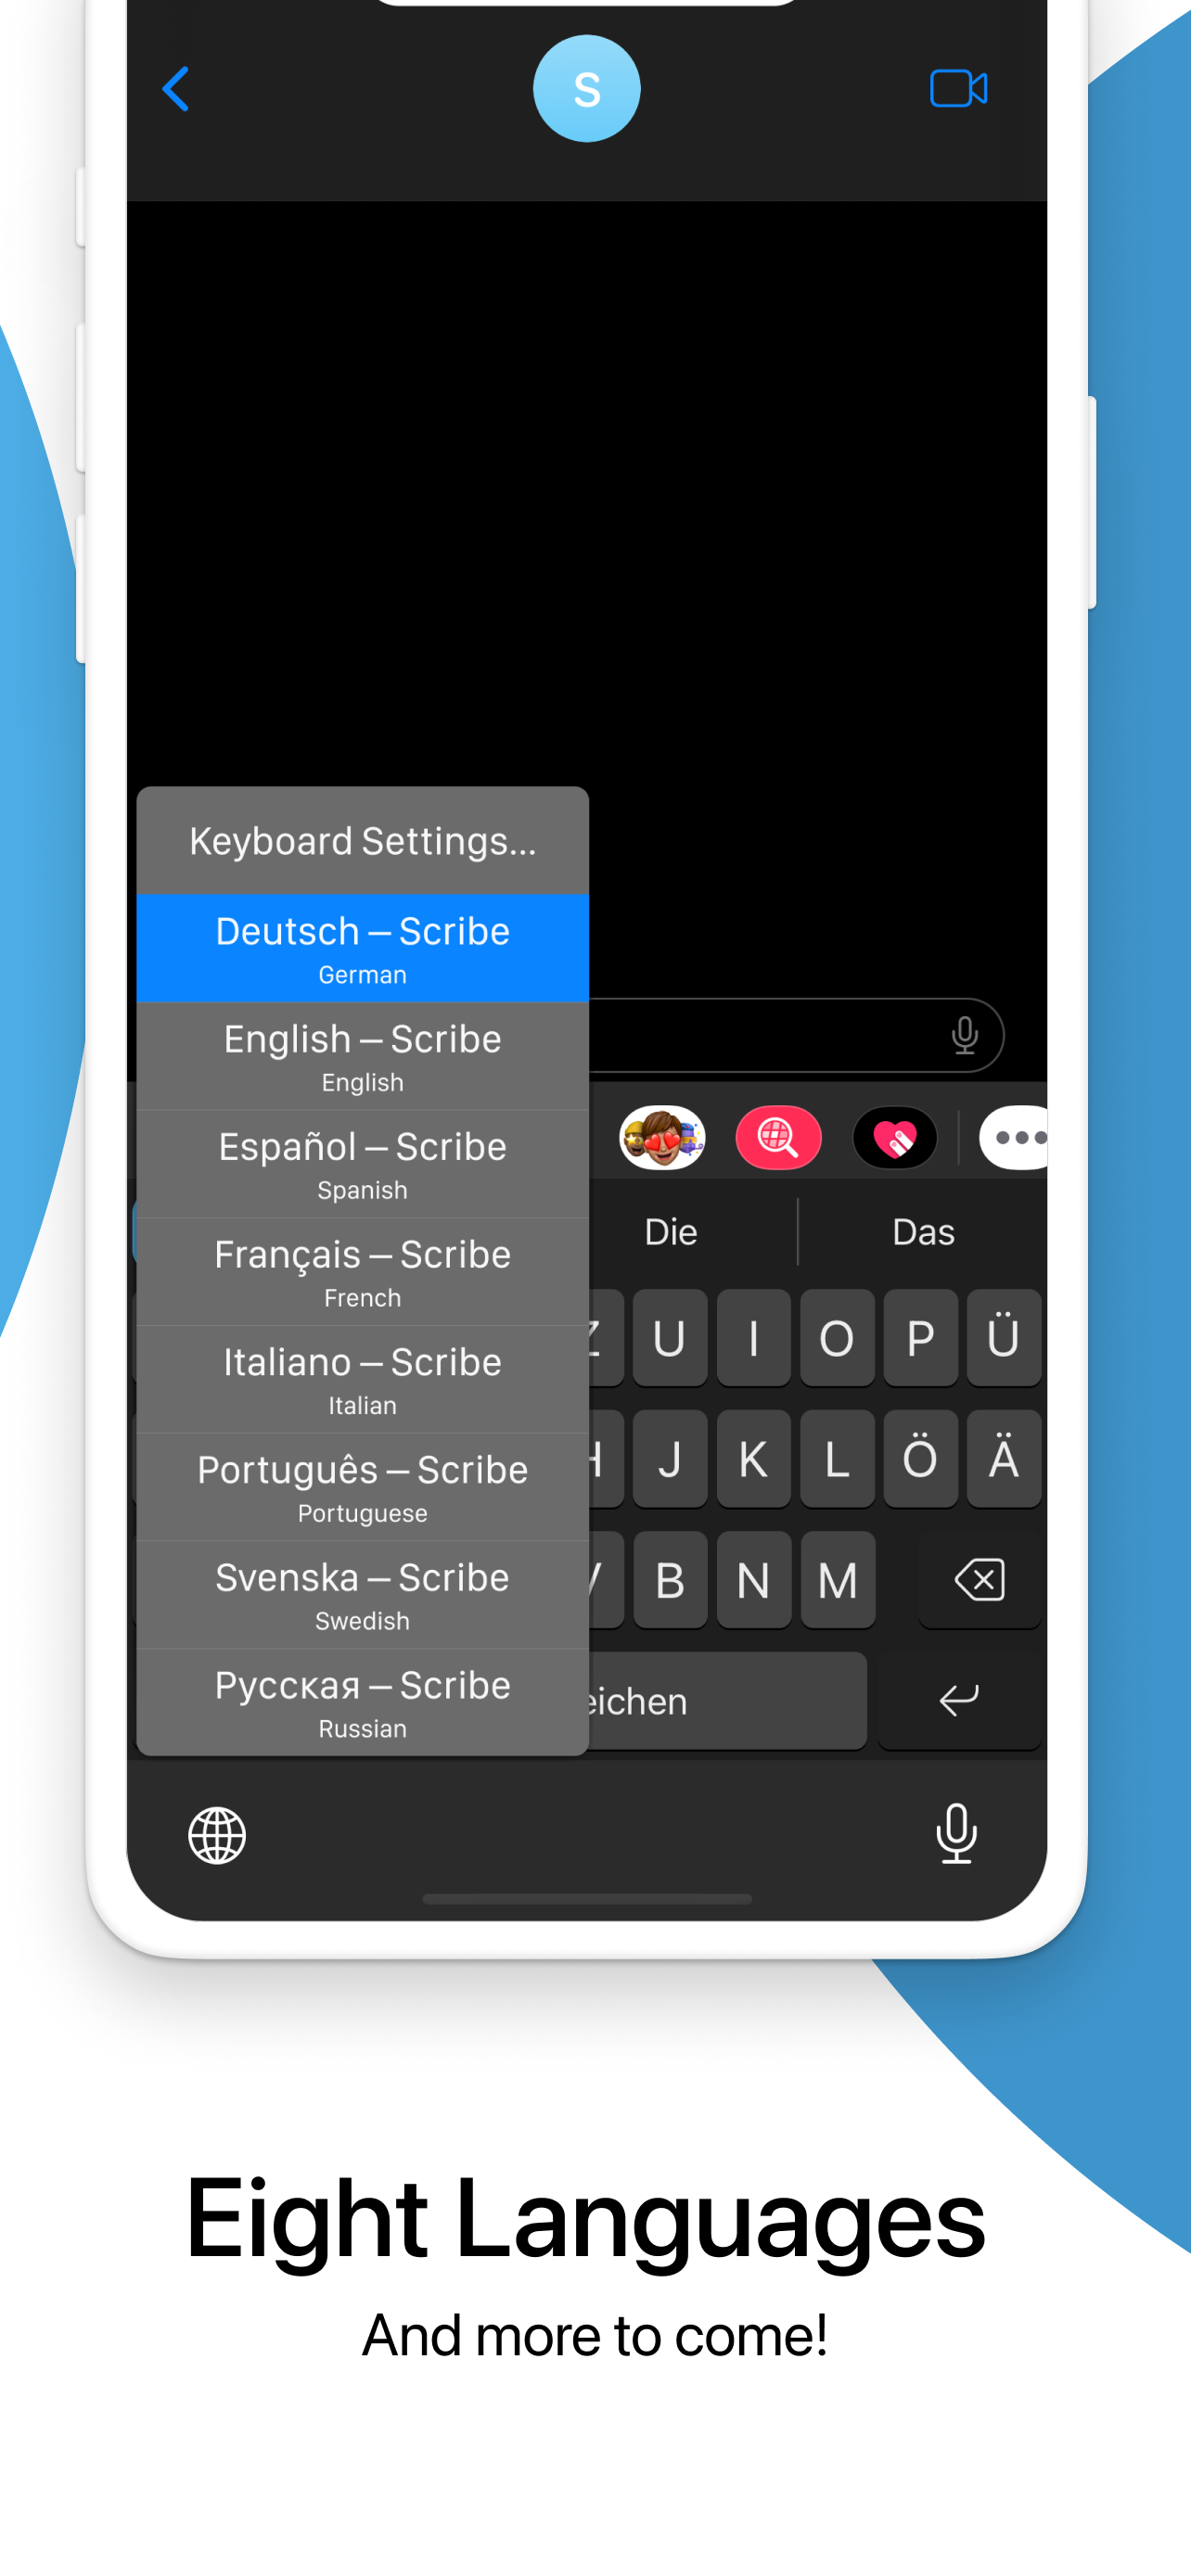 S
Keyboard Settings...
Deutsch – Scribe
German
English – Scribe
English
Español – Scribe
Spanish
Français – Scribe
French
Italiano – Scribe
Italian
Português – Scribe
Portuguese
Svenska – Scribe
Swedish
Русская – Scribe
Russian
Die Das
U I O P Ü
J K L Ö Ä
B N M
Eight Languages
And more to come!